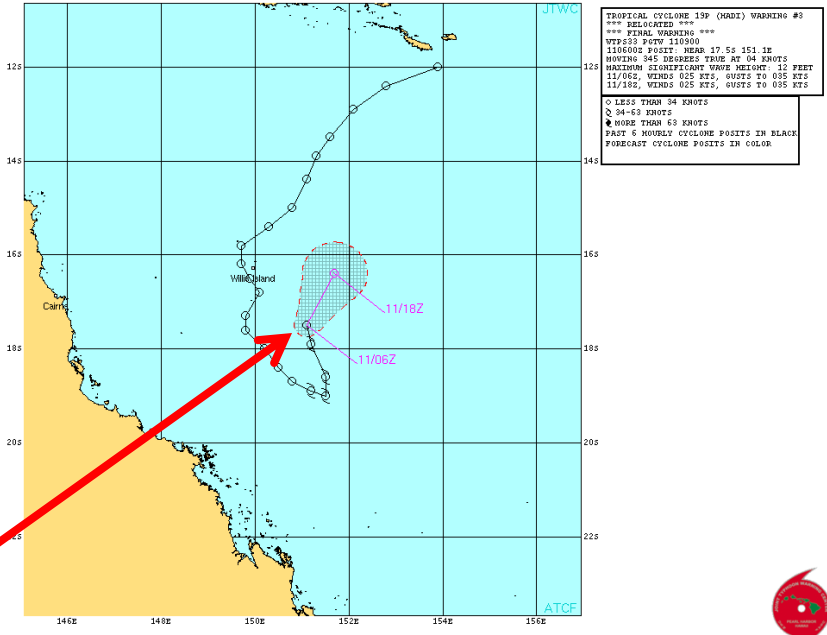 JTWC
TROPICAL CYCLONE 19P (HADI) WARNING #3
*** RELOCATED ***
*** FINAL WARNING ***
WTPS33 PGTW 110900
110600Z POSIT: NEAR 17.5S 151.1E
MOVING 345 DEGREES TRUE AT 04 KNOTS
MAXIMUM SIGNIFICANT WAVE HEIGHT: 12 FEET
11/06Z, WINDS 025 KTS, GUSTS TO 035 KTS
11/18Z, WINDS 025 KTS, GUSTS TO 035 KTS
LESS THAN 34 KNOTS
34-63 KNOTS
MORE THAN 63 KNOTS
PAST 6 HOURLY CYCLONE POSITS IN BLACK
FORECAST CYCLONE POSITS IN COLOR
12S 12S
14S 14S
16S 16S
Willis Island
Cairns
11/18Z
18S
11/06Z
20S 20S
22S
ATCF
146E 148E 150E 152E 154E 156E